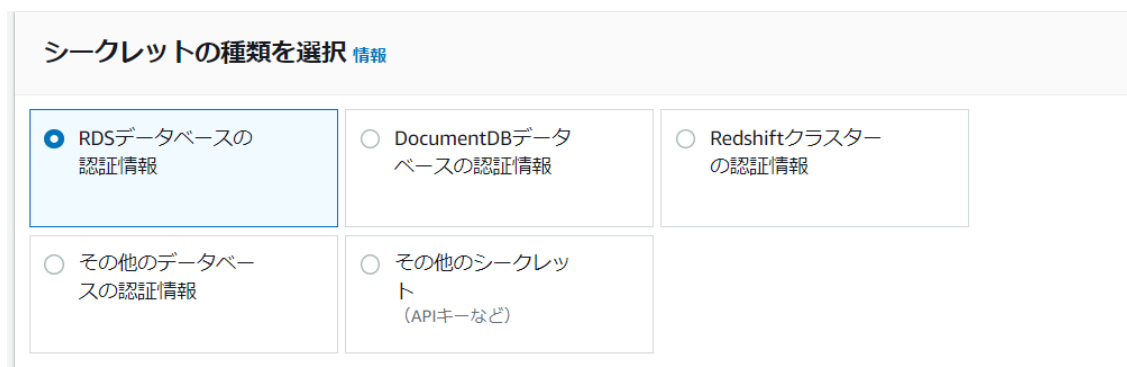 シークレットの種類を選択 情報
RDSデータベースの
認証情報
DocumentDBデータ
ベースの認証情報
Redshiftクラスター
の認証情報
その他のデータベー
スの認証情報
その他のシークレッ
ト
（APIキーなど）